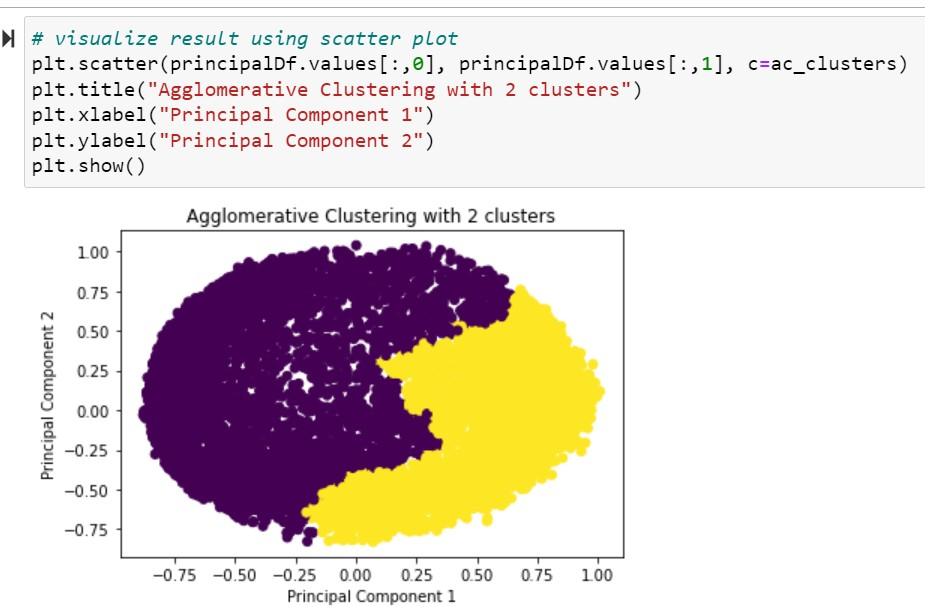 # visualize result using scatter plot
plt.scatter(principalDf.values[:,0], principalDf.values[:,1], c=ac_clusters)
plt.title("Agglomerative Clustering with 2 clusters")
plt.xlabel("Principal Component 1")
plt.ylabel("Principal Component 2")
plt.show()
Agglomerative Clustering with 2 clusters
Principal Component 2
1.00
0.75
0.50
0.25
0.00
−0.25
−0.50
−0.75
−0.75 −0.50 −0.25 0.00 0.25 0.50 0.75 1.00
Principal Component 1